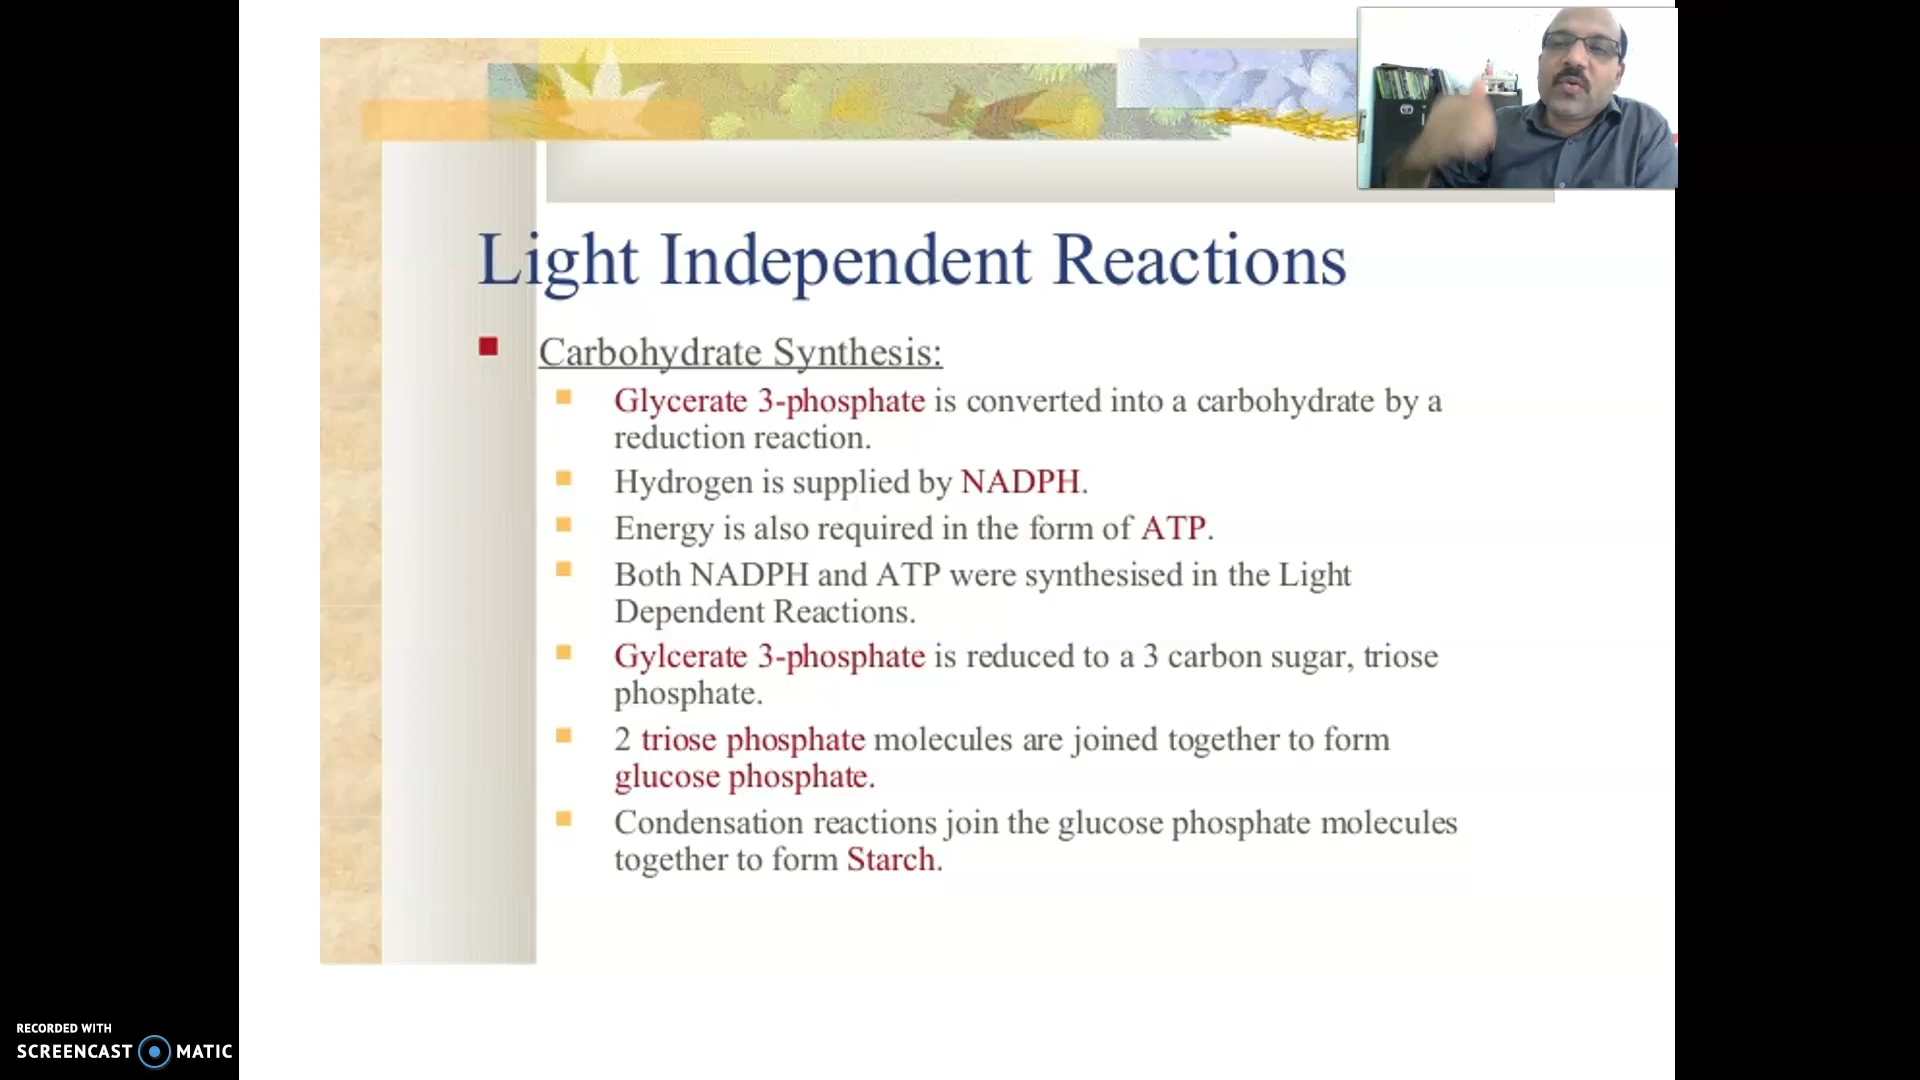 Light Independent Reactions
Carbohydrate Synthesis:
Glycerate 3-phosphate is converted into a carbohydrate by a
reduction reaction.
Hydrogen is supplied by NADPH.
Energy is also required in the form of ATP.
Both NADPH and ATP were synthesised in the Light
Dependent Reactions.
Gylcerate 3-phosphate is reduced to a 3 carbon sugar, triose
phosphate.
2 triose phosphate molecules are joined together to form
glucose phosphate.
Condensation reactions join the glucose phosphate molecules
together to form Starch.
RECORDED WITH
SCREENCAST MATIC